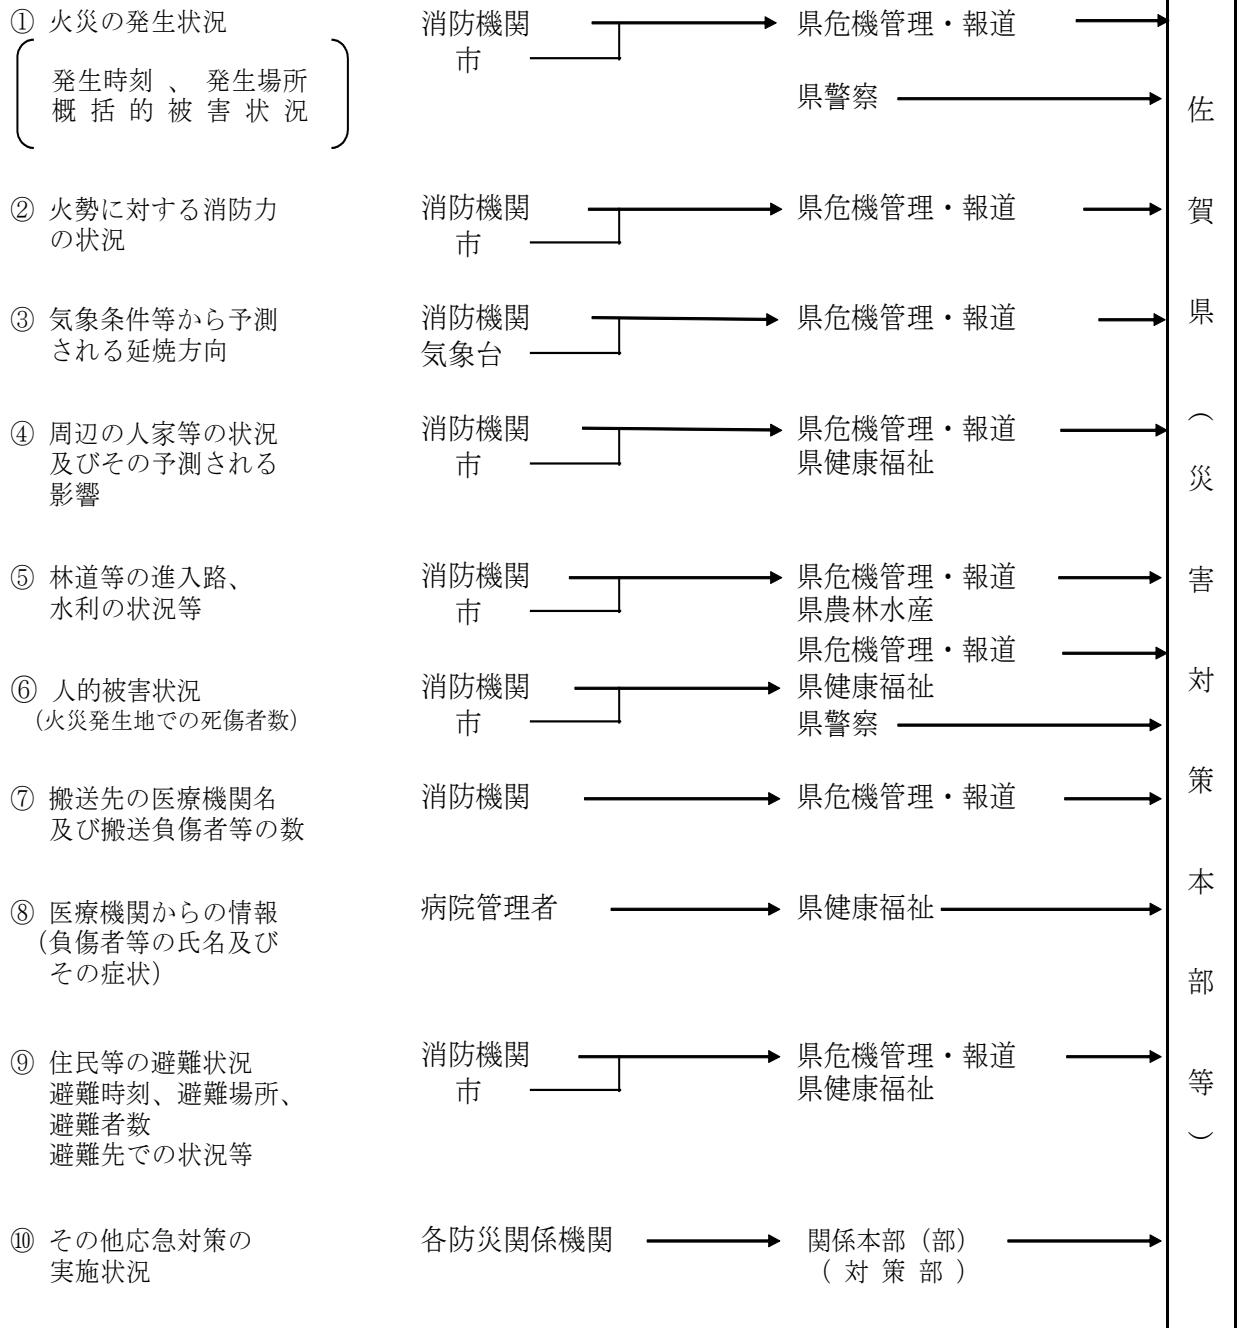 ① 火災の発生状況 消防機関 県危機管理・報道
市
発生時刻 、 発生場所
概括的被害状況
県警察
② 火勢に対する消防力 消防機関 県危機管理・報道
の状況 市
③ 気象条件等から予測 消防機関 県危機管理・報道
される延焼方向 気象台
④ 周辺の人家等の状況 消防機関 県危機管理・報道
及びその予測される 市 県健康福祉
影響
⑤ 林道等の進入路、 消防機関 県危機管理・報道
水利の状況等 市 県農林水産
県危機管理・報道
⑥ 人的被害状況 消防機関 県健康福祉
（火災発生地での死傷者数） 市 県警察
⑦ 搬送先の医療機関名 消防機関 県危機管理・報道
及び搬送負傷者等の数
⑧ 医療機関からの情報 病院管理者 県健康福祉
（負傷者等の氏名及び
その症状）
⑨ 住民等の避難状況 消防機関 県危機管理・報道
避難時刻、避難場所、 市 県健康福祉
避難者数
避難先での状況等
⑩ その他応急対策の 各防災関係機関 関係本部（部）
実施状況 （対策部）
佐賀県（災害対策本部等）